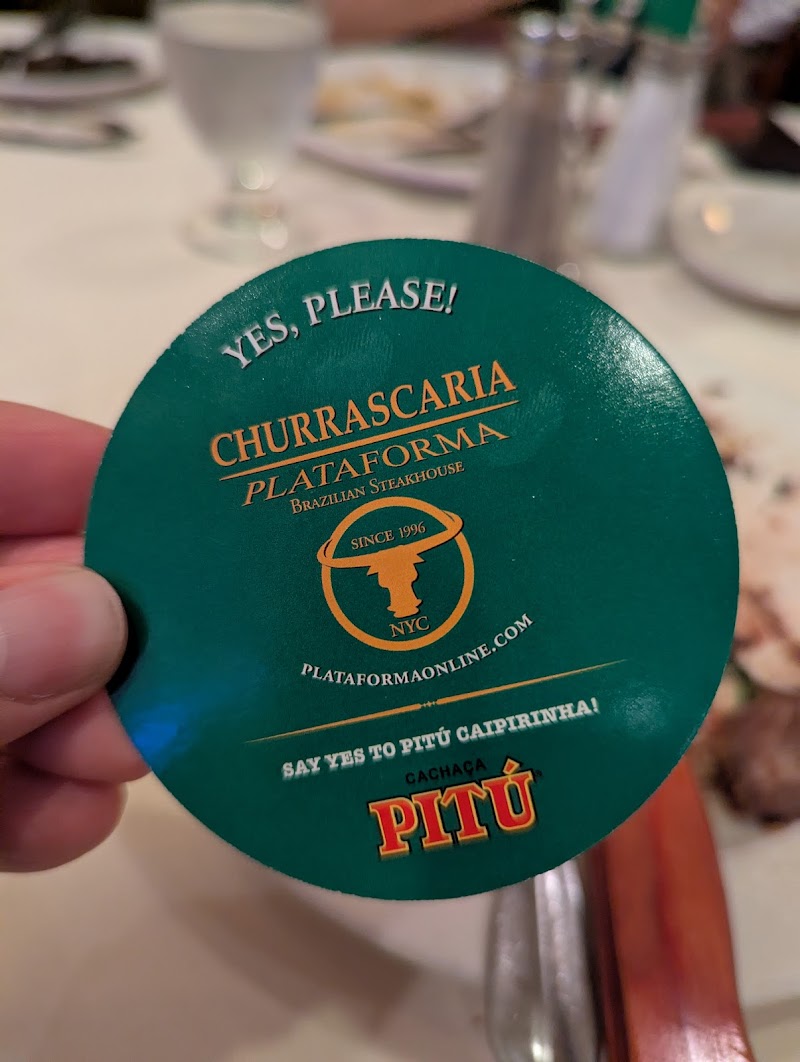 YES, PLEASE!
CHURRASCARIA
PLATAFORMA
BRAZILIAN STEAKHOUSE
SINCE 1996
NYC
PLATAFORMAONLINE.COM
SAY YES TO PITÚ CAIPIRINHA!
CACHAÇA
PITÚ